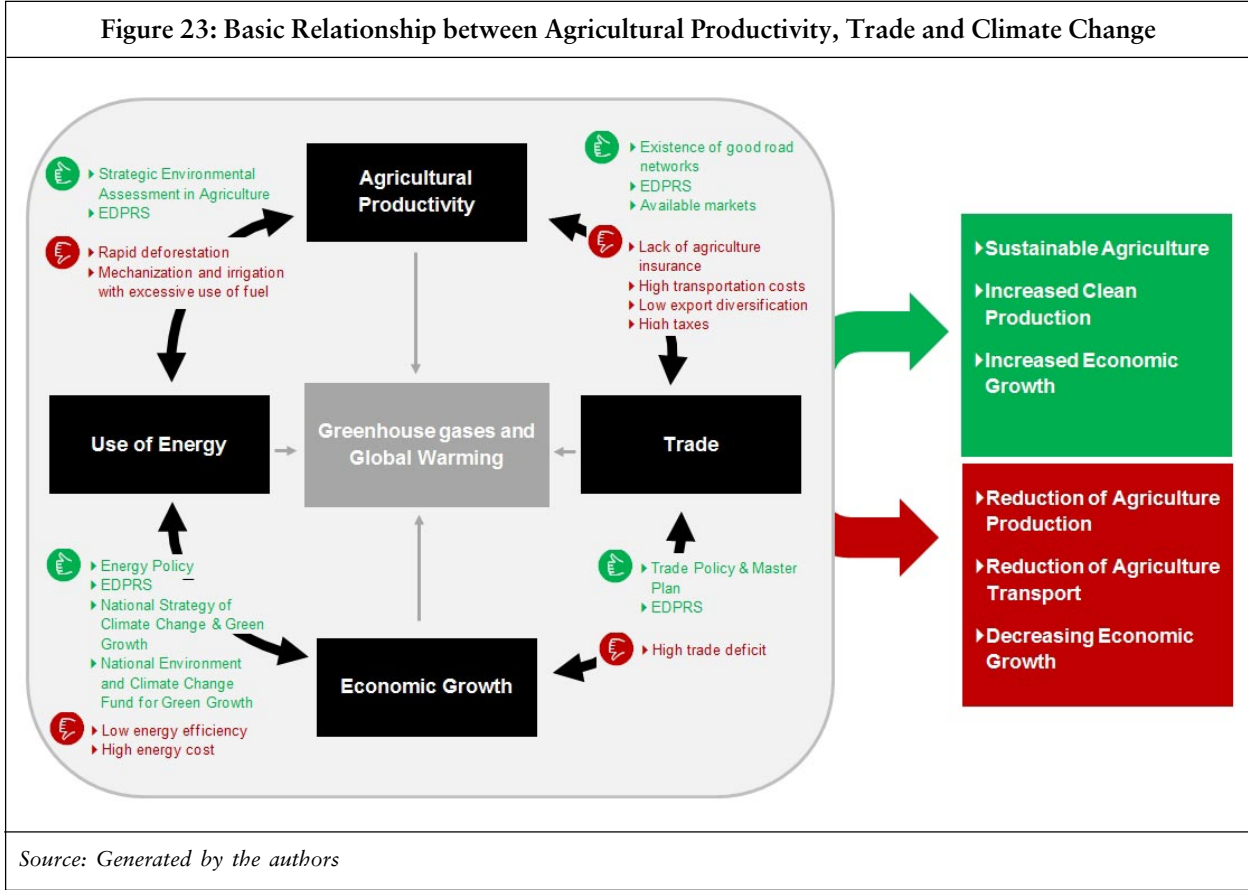 Figure 23: Basic Relationship between Agricultural Productivity, Trade and Climate Change
Strategic Environmental
Assessment in Agriculture
EDPRS
Rapid deforestation
Mechanization and irrigation
with excessive use of fuel
Agricultural
Productivity
Existence of good road
networks
EDPRS
Available markets
Lack of agriculture
insurance
High transportation costs
Low export diversification
High taxes
Use of Energy
Greenhouse gases and
Global Warming
Trade
Energy Policy
EDPRS
National Strategy of
Climate Change & Green
Growth
National Environment
and Climate Change
Fund for Green Growth
Low energy efficiency
High energy cost
Economic Growth
Trade Policy & Master
Plan
EDPRS
High trade deficit
Sustainable Agriculture
Increased Clean
Production
Increased Economic
Growth
Reduction of Agriculture
Production
Reduction of Agriculture
Transport
Decreasing Economic
Growth
Source: Generated by the authors